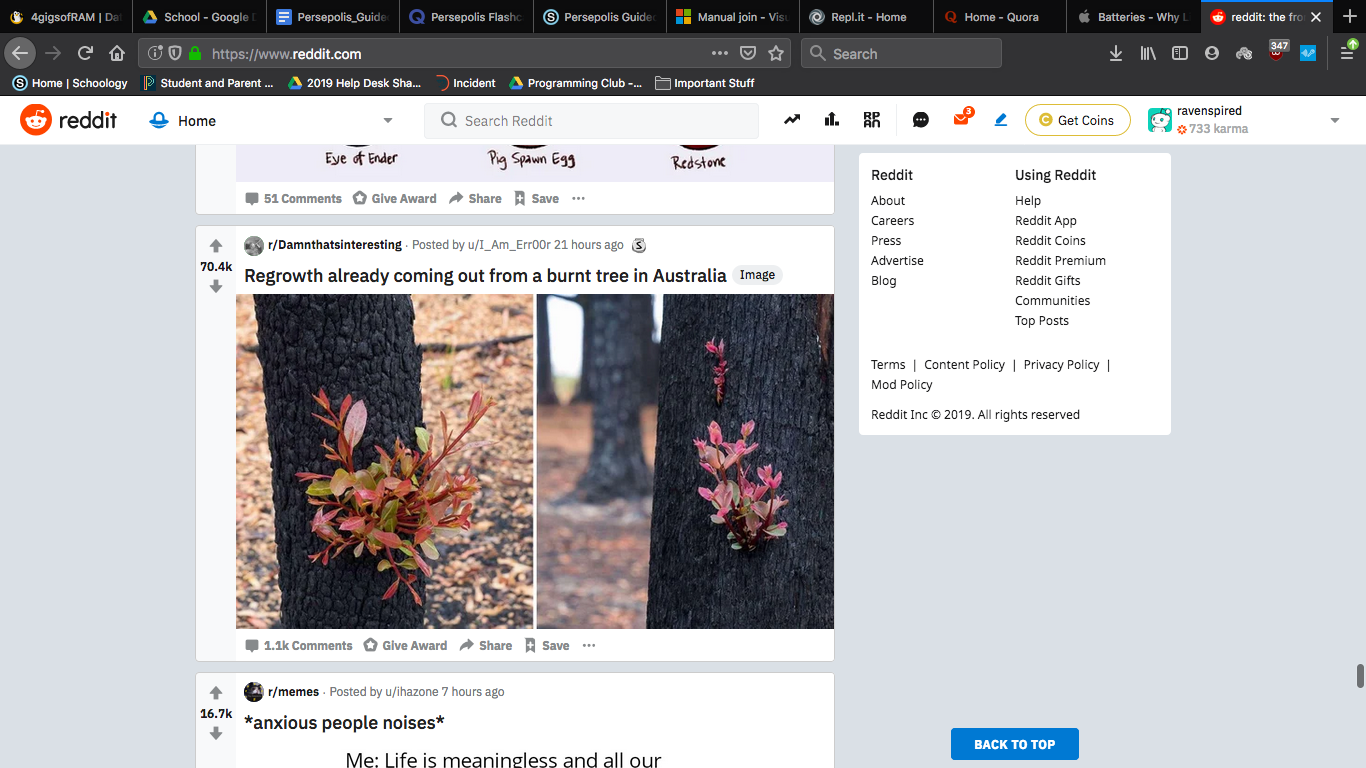 4gigsofRAM | Da
School - Google D
Persepolis_Guide
Persepolis Flashc
Persepolis Guide
Manual join - Visu
Repl.it - Home
Home - Quora
Batteries - Why L
reddit: the fro
https://www.reddit.com
Search
347
Home | Schoology
Student and Parent ...
2019 Help Desk Sha...
Incident
Programming Club -...
Important Stuff
reddit
Home
Search Reddit
3
Get Coins
ravenspired
733 karma
Eye of Ender
Pig Spawn Egg
Redstone
51 Comments Give Award Share Save
r/Damnthatsinteresting · Posted by u/I_Am_Err00r 21 hours ago
70.4k
Regrowth already coming out from a burnt tree in Australia Image
1.1k Comments Give Award Share Save
r/memes · Posted by u/ihazone 7 hours ago
16.7k
*anxious people noises*
Me: Life is meaningless and all our
Reddit
About
Careers
Press
Advertise
Blog
Using Reddit
Help
Reddit App
Reddit Coins
Reddit Premium
Reddit Gifts
Communities
Top Posts
Terms | Content Policy | Privacy Policy |
Mod Policy
Reddit Inc © 2019. All rights reserved
BACK TO TOP